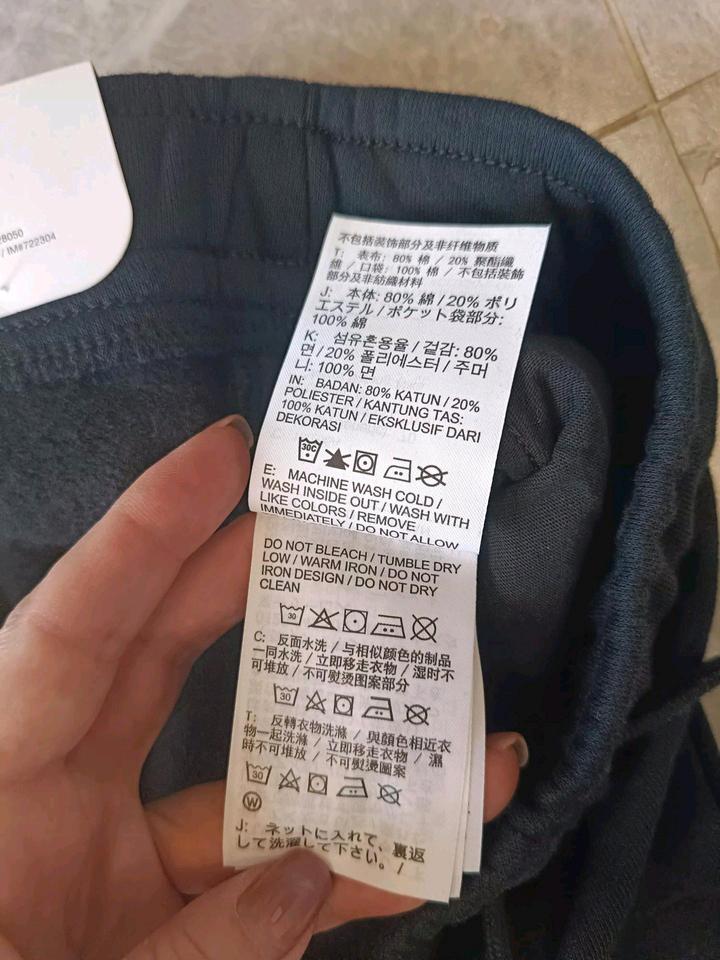 28050
/ IM#722304
不包括装饰部分及非纤维物质
T: 表布: 80% 棉 / 20% 聚酯纖
維 / 口袋: 100% 棉 / 不包括裝飾
部分及非紡織材料
J: 本体: 80% 綿 / 20% ポリ
エステル / ポケット袋部分:
100% 綿
K: 섬유혼용율 / 겉감: 80%
면 / 20% 폴리에스터 / 주머
니: 100% 면
IN: BADAN: 80% KATUN / 20%
POLIESTER / KANTUNG TAS:
100% KATUN / EKSKLUSIF DARI
DEKORASI
30C
E: MACHINE WASH COLD /
WASH INSIDE OUT / WASH WITH
LIKE COLORS / REMOVE
IMMEDIATELY / DO NOT ALLOW
DO NOT BLEACH / TUMBLE DRY
LOW / WARM IRON / DO NOT
IRON DESIGN / DO NOT DRY
CLEAN
30
C: 反面水洗 / 与相似颜色的制品
一同水洗 / 立即移走衣物 / 湿时不
可堆放 / 不可熨烫图案部分
30
T: 反轉衣物洗滌 / 與顏色相近衣
物一起洗滌 / 立即移走衣物 / 濕
時不可堆放 / 不可熨燙圖案
30
W
J: ネットに入れて、裏返
して洗濯して下さい。 /